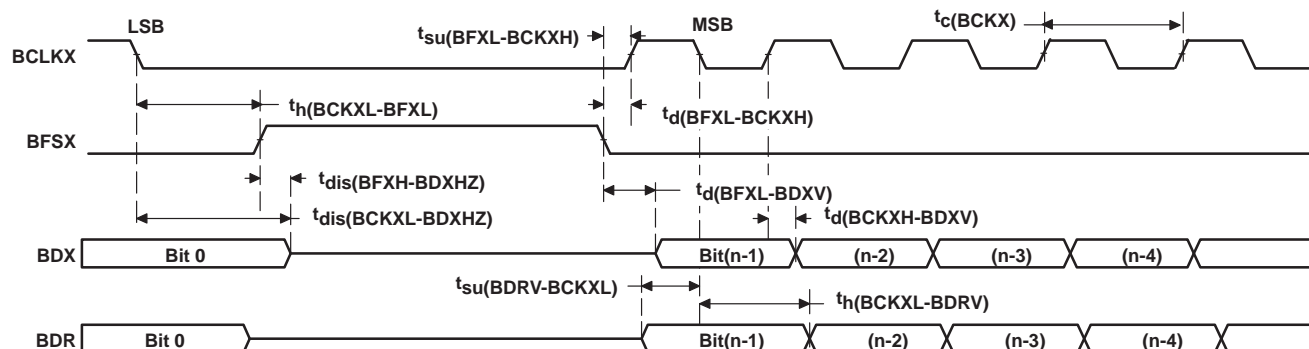 LSB
MSB
tc(BCKX)
tsu(BFXL-BCKXH)
BCLKX
th(BCKXL-BFXL)
td(BFXL-BCKXH)
BFSX
tdis(BFXH-BDXHZ)
td(BFXL-BDXV)
tdis(BCKXL-BDXHZ)
td(BCKXH-BDXV)
BDX Bit 0 Bit(n-1) (n-2) (n-3) (n-4)
tsu(BDRV-BCKXL)
th(BCKXL-BDRV)
BDR Bit 0 Bit(n-1) (n-2) (n-3) (n-4)